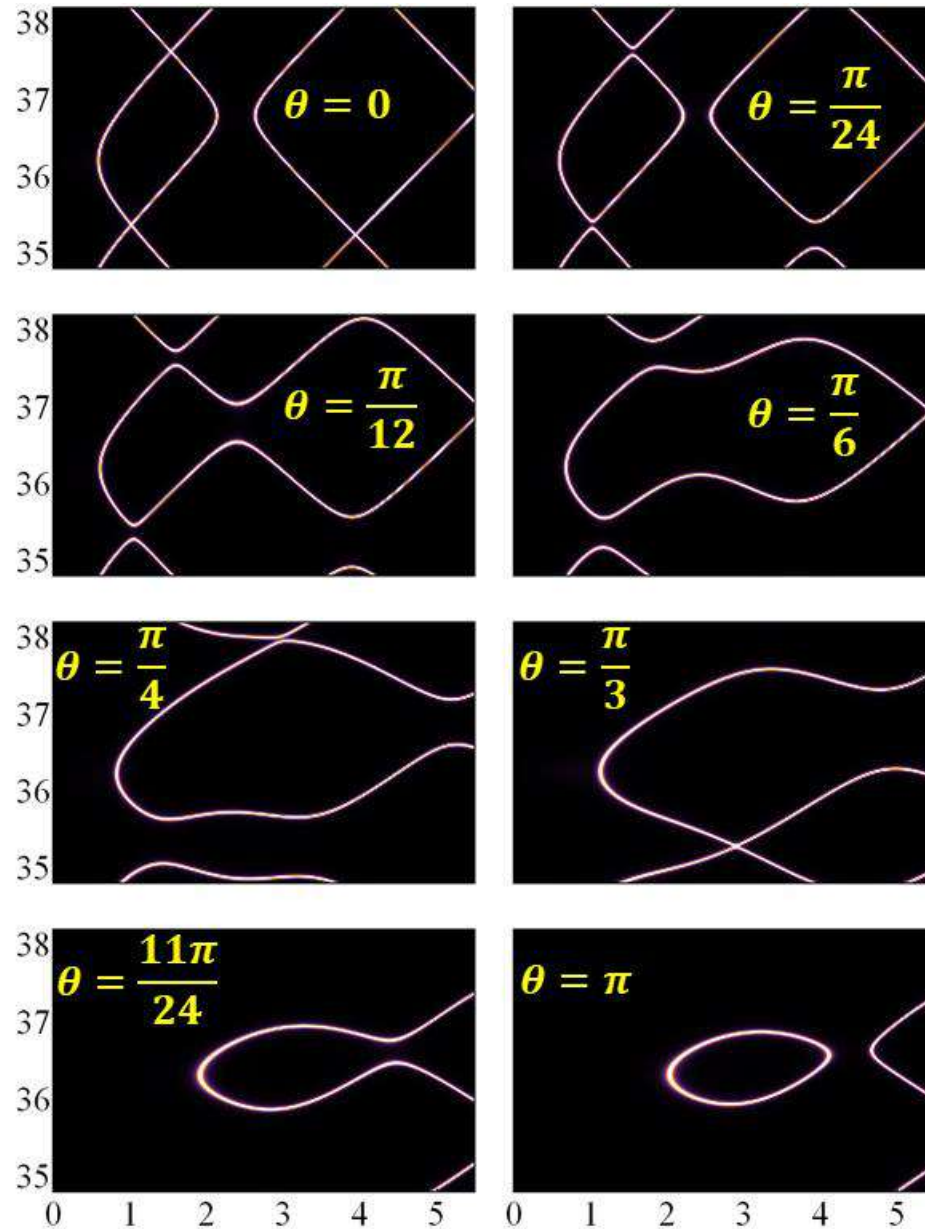 38
37
36
35
θ = 0
θ = π/24
38
37
36
35
θ = π/12
θ = π/6
38
37
36
35
θ = π/4
θ = π/3
38
37
36
35
θ = 11π/24
θ = π
0 1 2 3 4 5
0 1 2 3 4 5